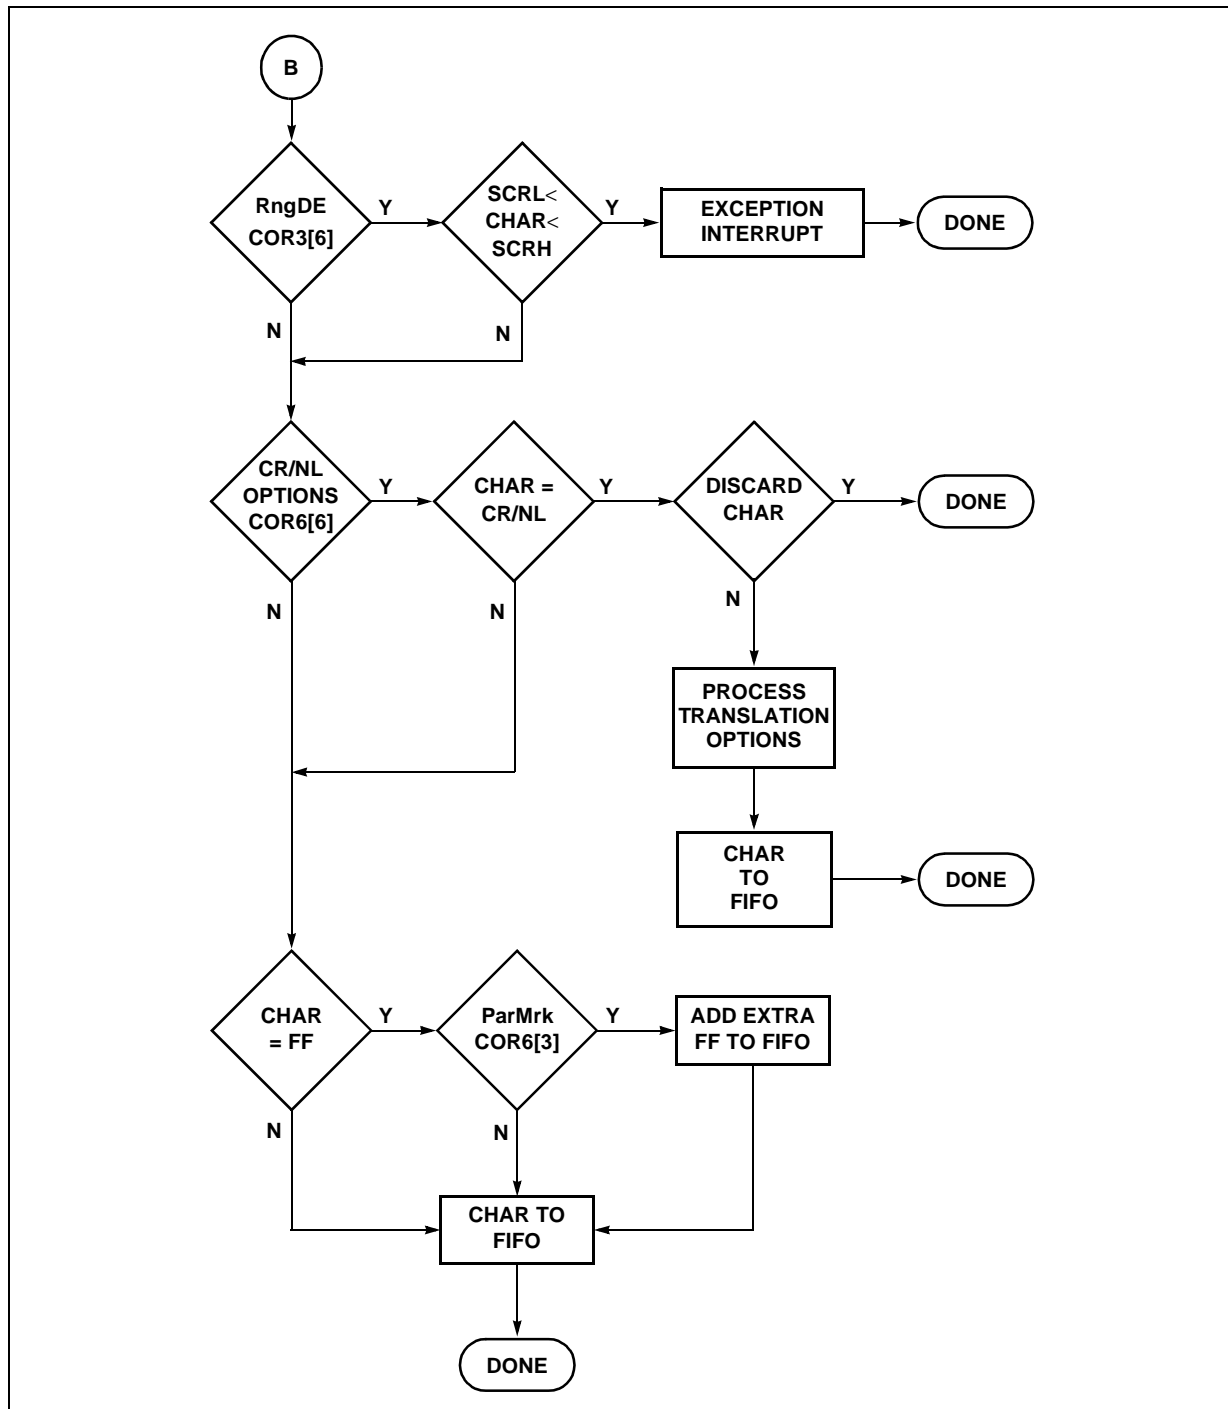 B
RngDE
COR3[6]
Y
SCRL<
CHAR<
SCRH
Y
EXCEPTION
INTERRUPT
DONE
N
N
CR/NL
OPTIONS
COR6[6]
Y
CHAR =
CR/NL
Y
DISCARD
CHAR
Y
DONE
N
N
N
PROCESS
TRANSLATION
OPTIONS
CHAR
TO
FIFO
DONE
CHAR
= FF
Y
ParMrk
COR6[3]
Y
ADD EXTRA
FF TO FIFO
N
N
CHAR TO
FIFO
DONE